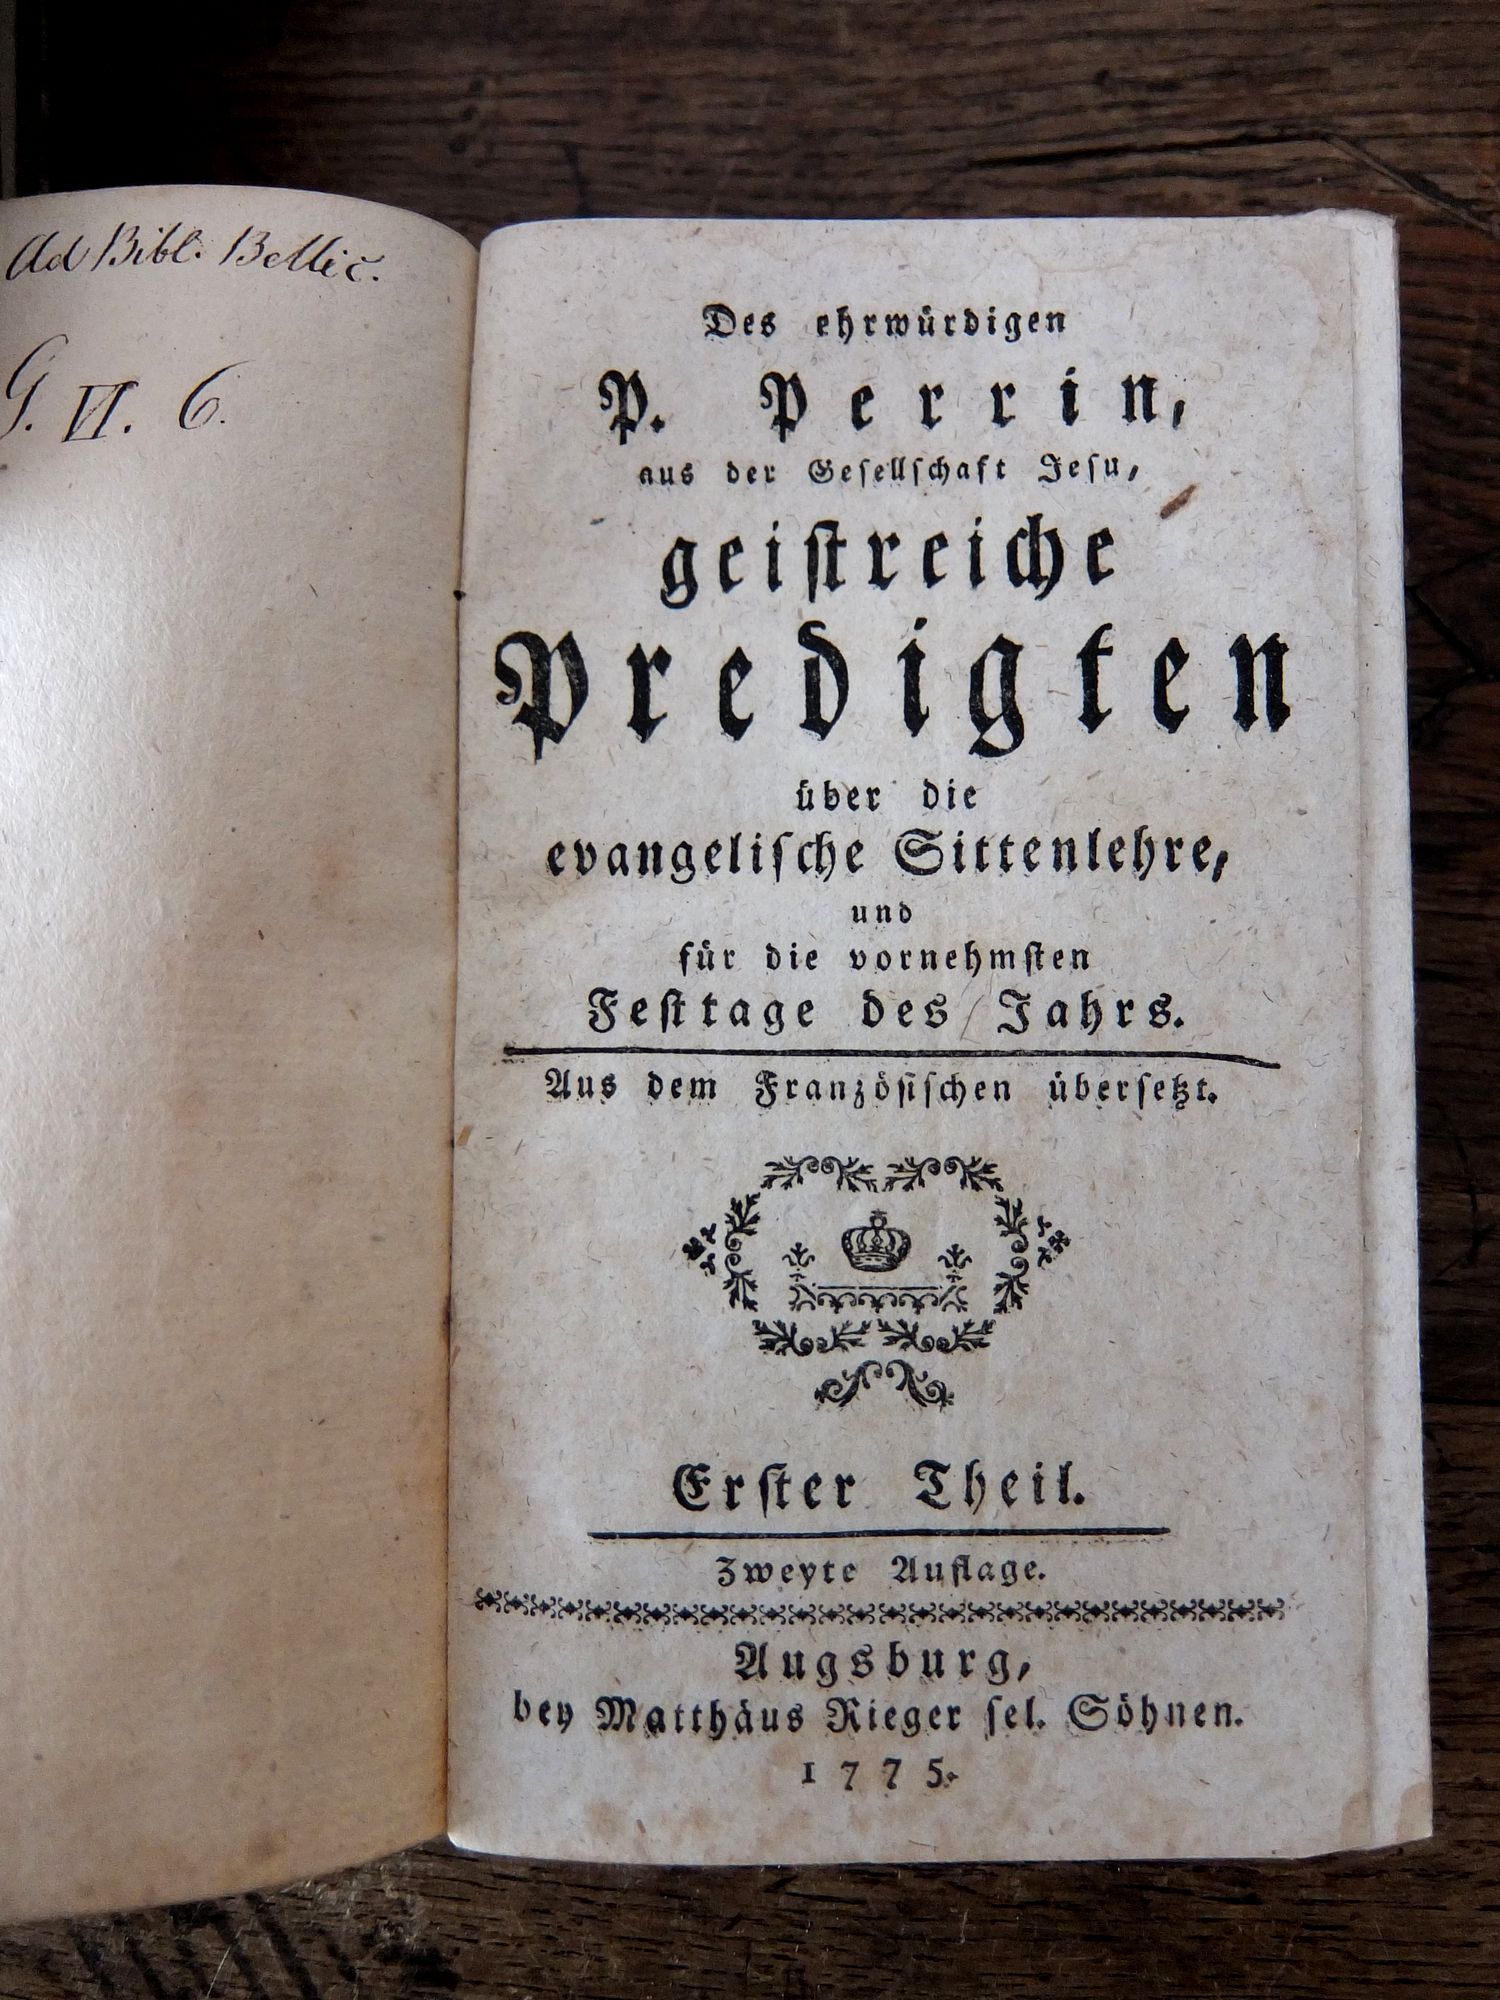 Ad Bibl. Bellič.
G. VI. 6.
Des ehrwürdigen
P. Perrin,
aus der Geſellſchaft Jeſu,
geiſtreiche
Predigten
über die
evangeliſche Sittenlehre,
und
für die vornehmſten
Feſttage des Jahrs.
Aus dem Franzöſiſchen überſetzt.
Erſter Theil.
Zweyte Auflage.
Augsburg,
bey Matthäus Rieger ſel. Söhnen.
1775.